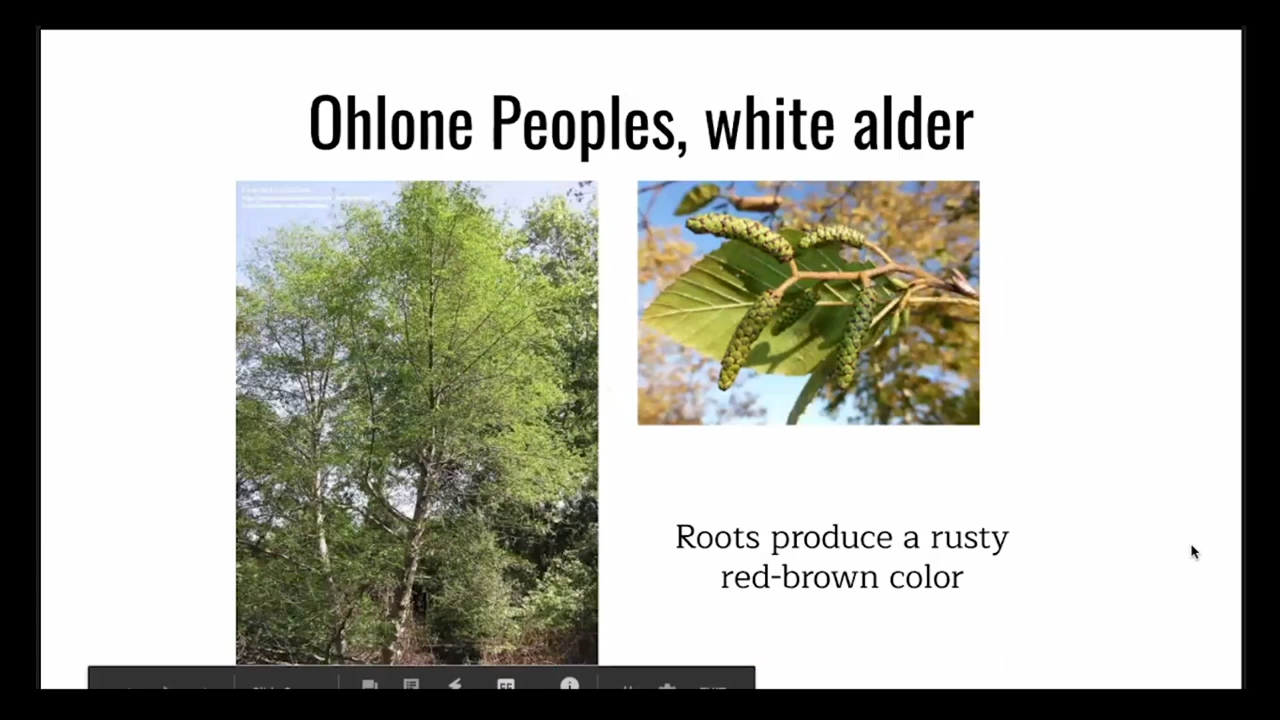 Ohlone Peoples, white alder
Roots produce a rusty
red-brown color